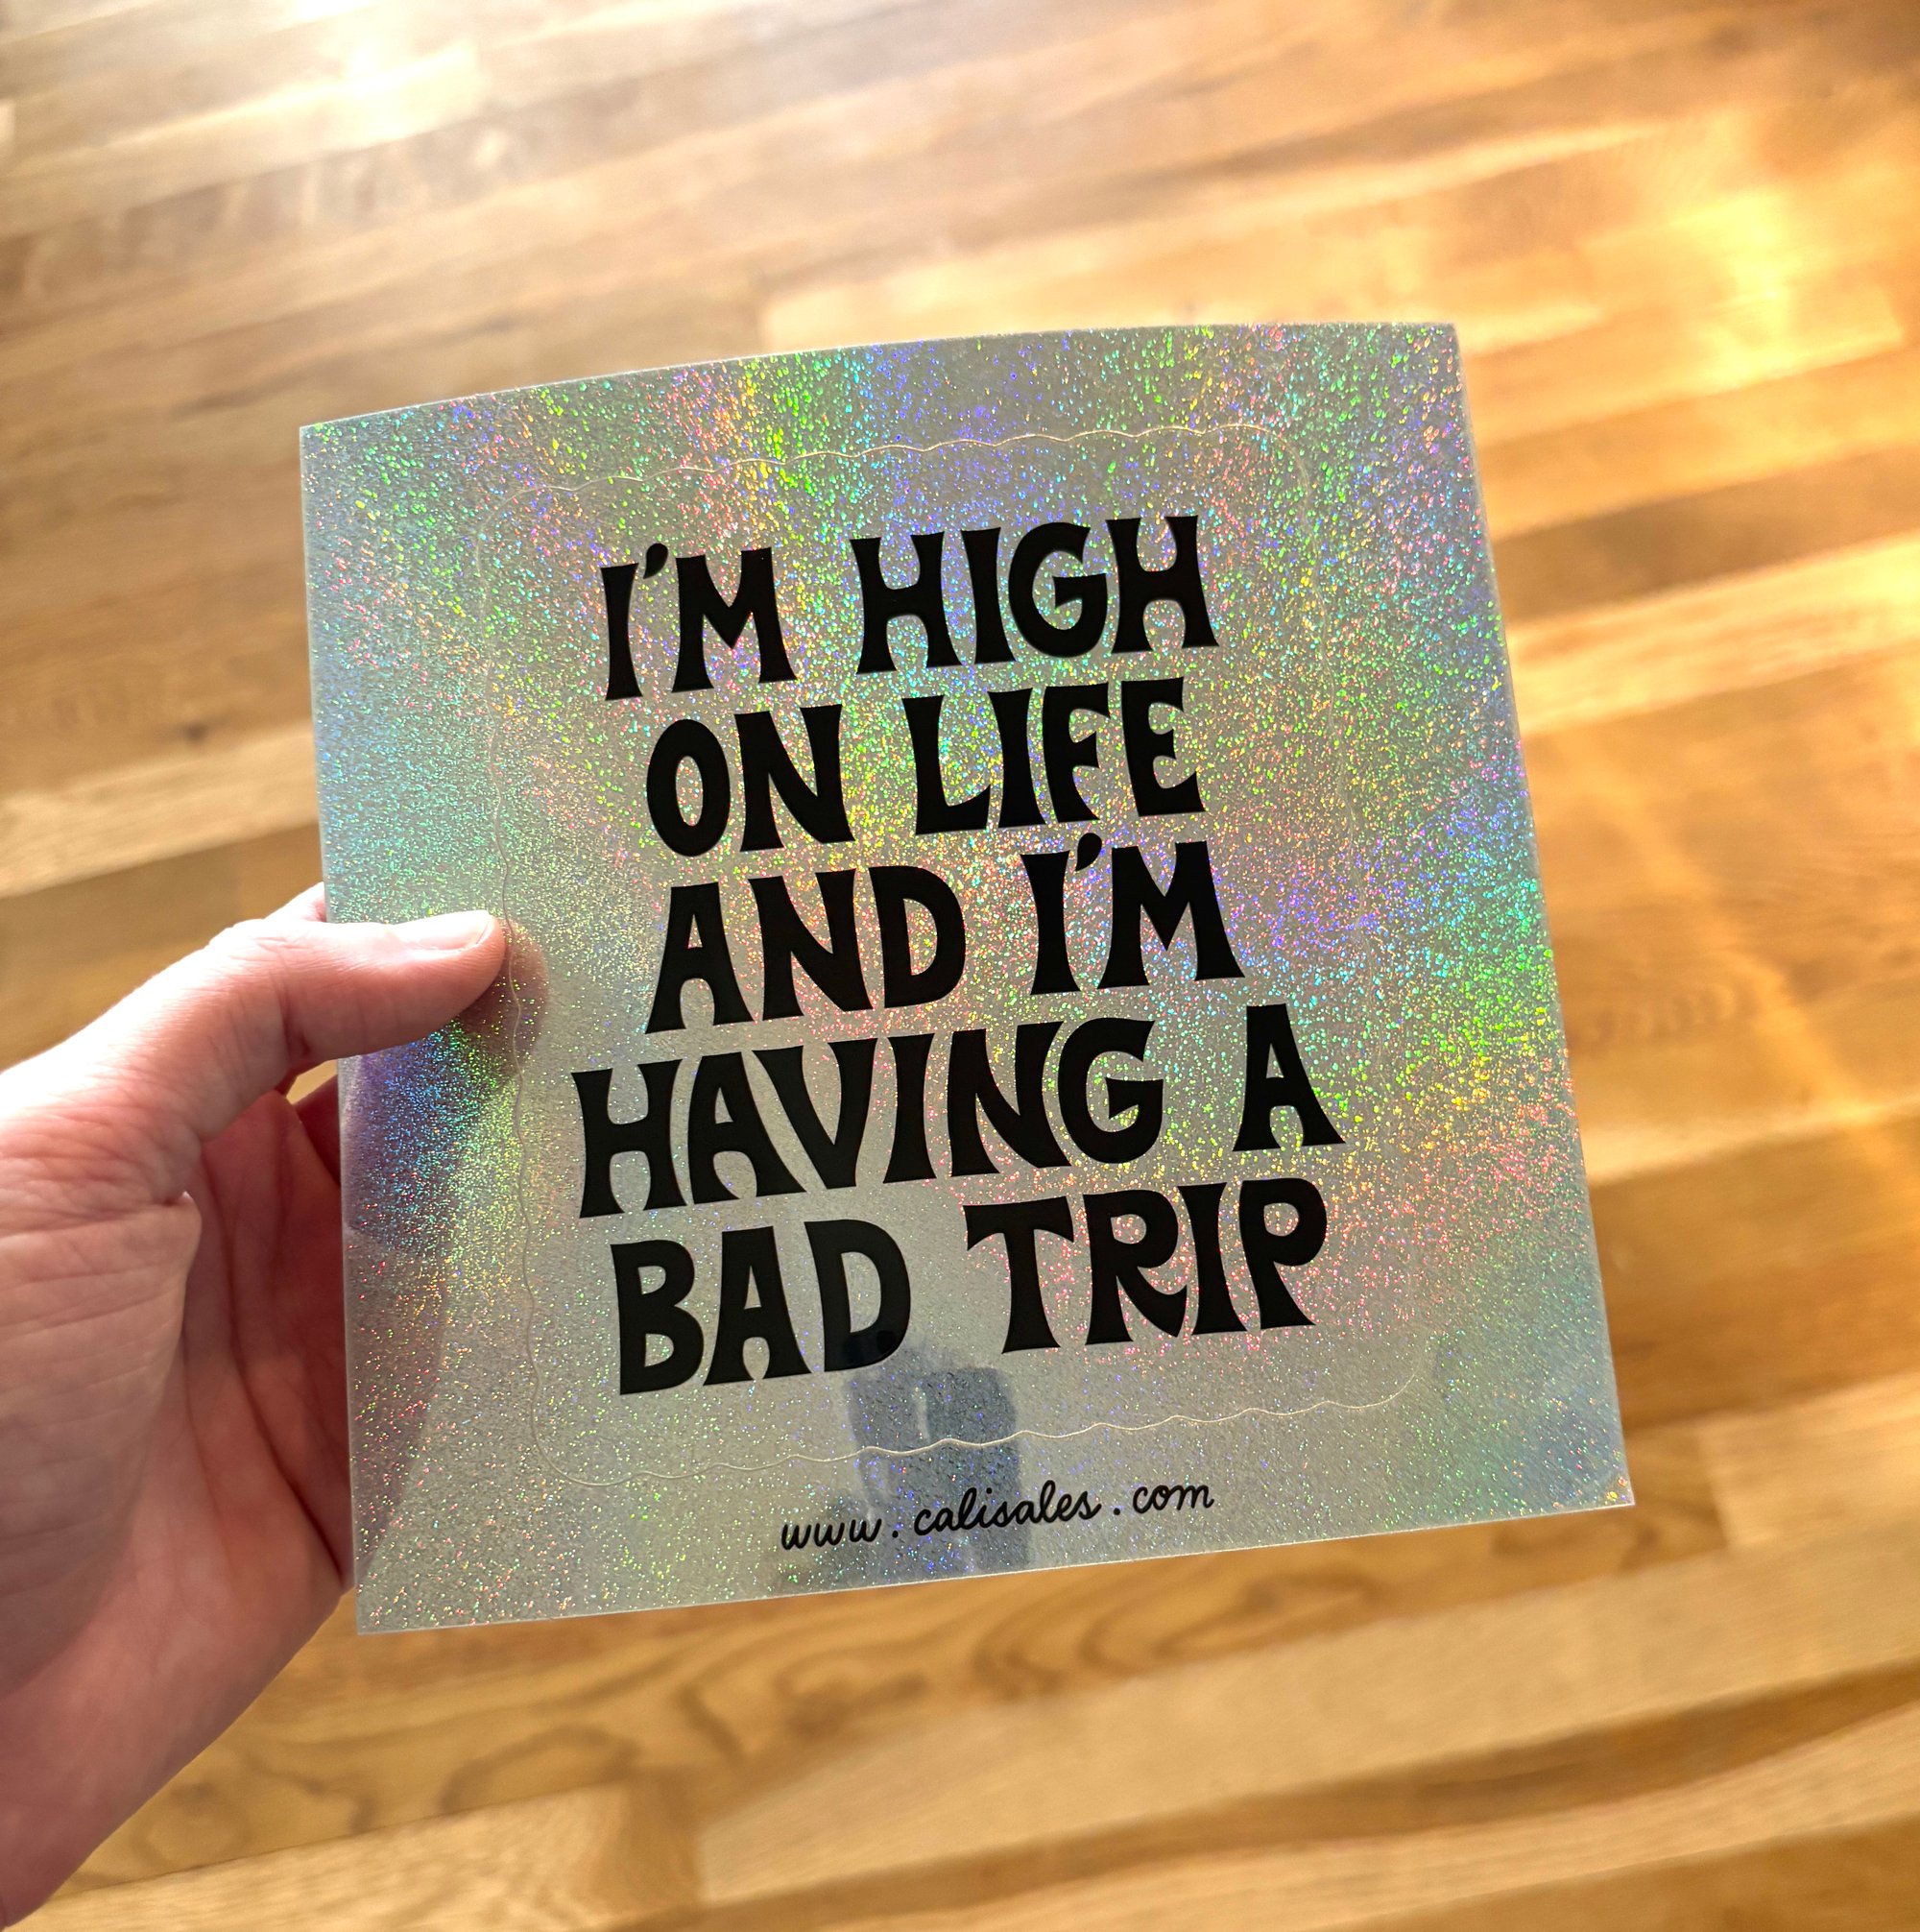 I'M HIGH
ON LIFE
AND I'M
HAVING A
BAD TRIP
www.calisales.com